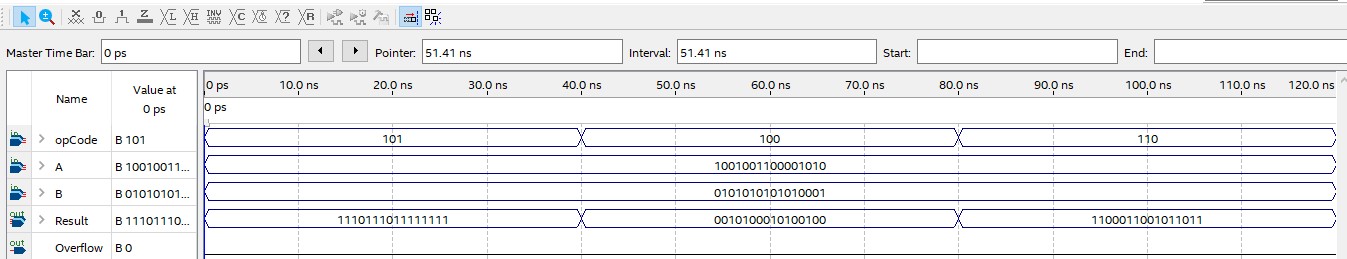 Master Time Bar: 0 ps Pointer: 51.41 ns Interval: 51.41 ns Start: End:
Name Value at 0 ps 0 ps 10.0 ns 20.0 ns 30.0 ns 40.0 ns 50.0 ns 60.0 ns 70.0 ns 80.0 ns 90.0 ns 100.0 ns 110.0 ns 120.0 ns
0 ps
opCode B 101 101 100 110
A B 10010011... 1001001100001010
B B 01010101... 0101010101010001
Result B 11101110... 1110111011111111 0010100010100100 1100011001011011
Overflow B 0